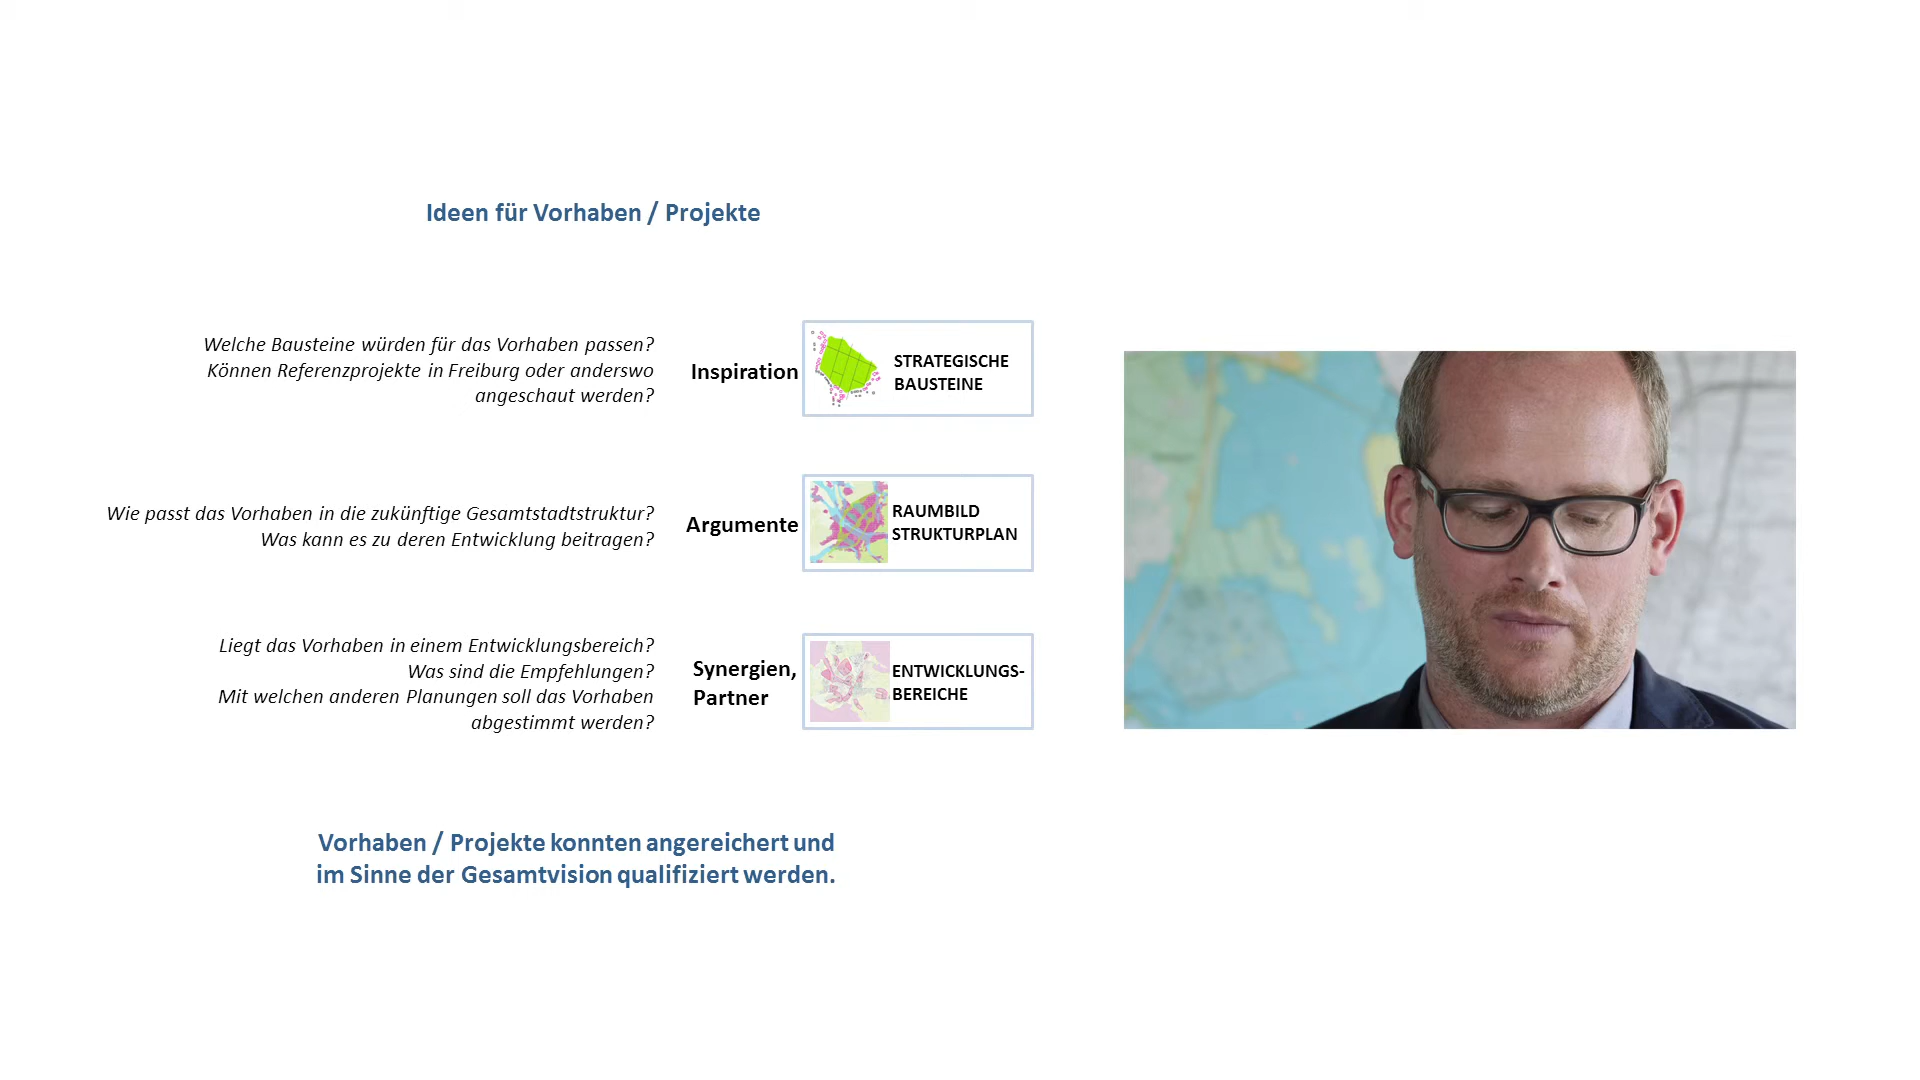 Ideen für Vorhaben / Projekte
Welche Bausteine würden für das Vorhaben passen?
Können Referenzprojekte in Freiburg oder anderswo
angeschaut werden?
Inspiration
STRATEGISCHE
BAUSTEINE
Wie passt das Vorhaben in die zukünftige Gesamtstadtstruktur?
Was kann es zu deren Entwicklung beitragen?
Argumente
RAUMBILD
STRUKTURPLAN
Liegt das Vorhaben in einem Entwicklungsbereich?
Was sind die Empfehlungen?
Mit welchen anderen Planungen soll das Vorhaben
abgestimmt werden?
Synergien,
Partner
ENTWICKLUNGS-
BEREICHE
Vorhaben / Projekte konnten angereichert und
im Sinne der Gesamtvision qualifiziert werden.